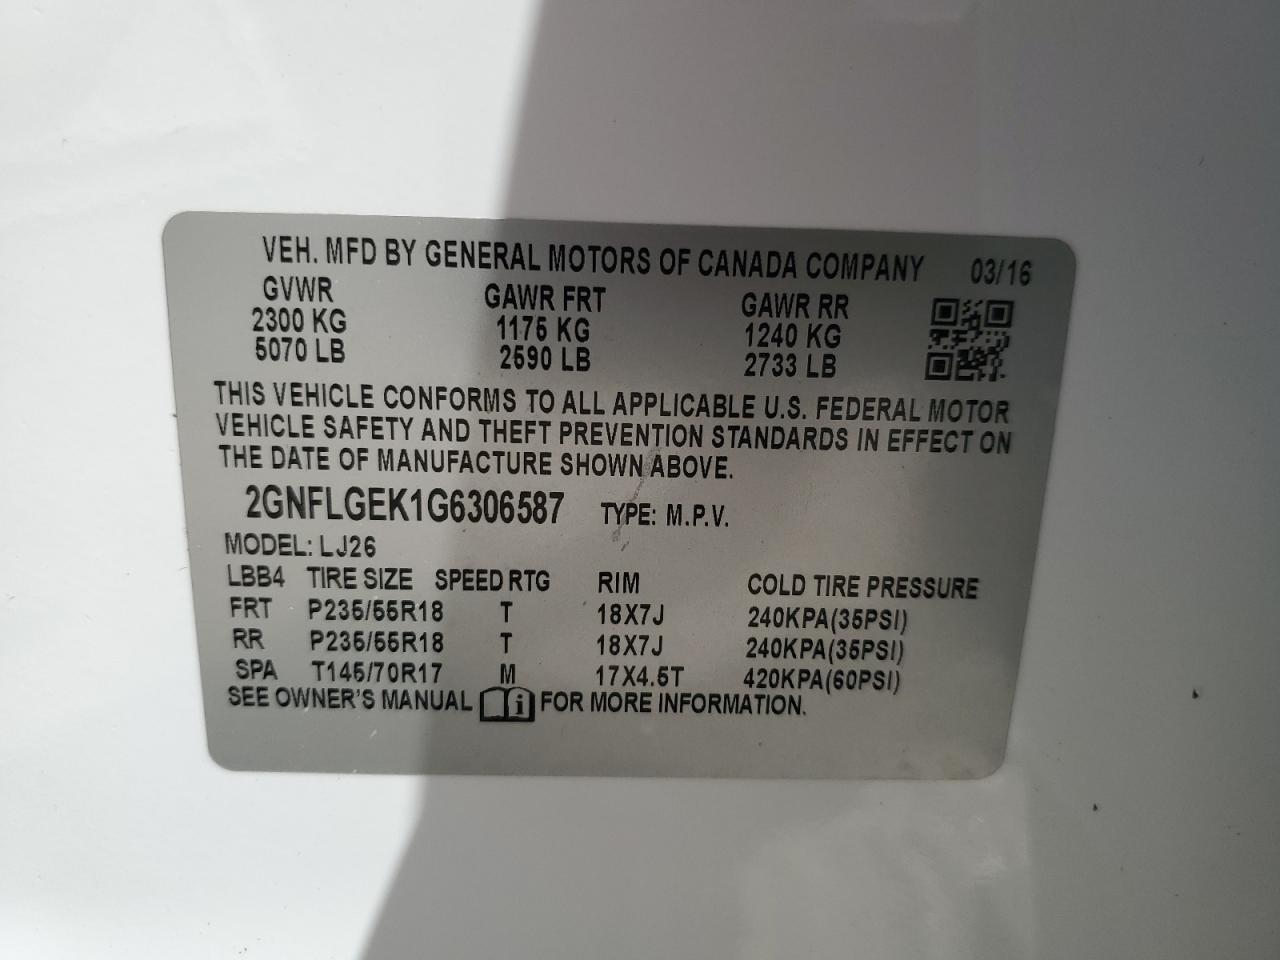 VEH. MFD BY GENERAL MOTORS OF CANADA COMPANY 03/16
GVWR GAWR FRT GAWR RR
2300 KG 1175 KG 1240 KG
5070 LB 2590 LB 2733 LB
THIS VEHICLE CONFORMS TO ALL APPLICABLE U.S. FEDERAL MOTOR
VEHICLE SAFETY AND THEFT PREVENTION STANDARDS IN EFFECT ON
THE DATE OF MANUFACTURE SHOWN ABOVE.
2GNFLGEK1G6306587 TYPE: M.P.V.
MODEL: LJ26
LBB4 TIRE SIZE SPEED RTG RIM COLD TIRE PRESSURE
FRT P235/55R18 T 18X7J 240KPA(35PSI)
RR P235/55R18 T 18X7J 240KPA(35PSI)
SPA T145/70R17 M 17X4.5T 420KPA(60PSI)
SEE OWNER'S MANUAL i FOR MORE INFORMATION.